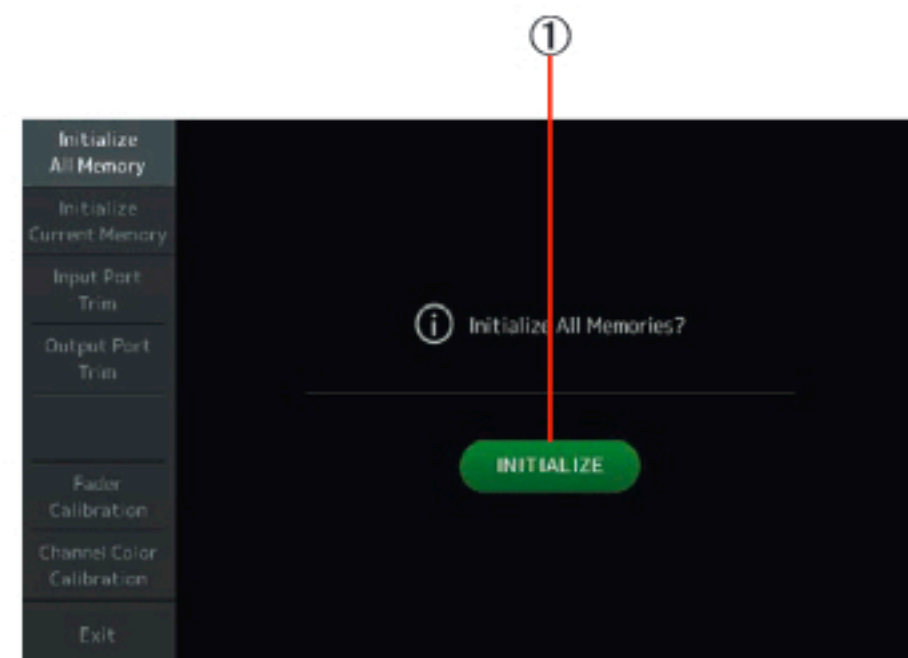 ①
Initialize
All Memory
Initialize
Current Memory
Input Port
Trim
Output Port
Trim
Fader
Calibration
Channel Color
Calibration
Exit
Initialize All Memories?
INITIALIZE